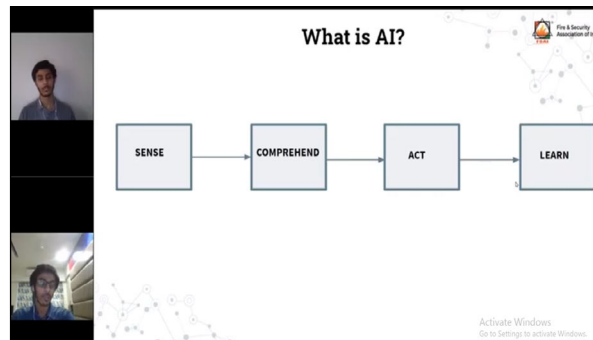 What is AI?
Fire & Security
Association of I
SENSE
COMPREHEND
ACT
LEARN
Activate Windows
Go to Settings to activate Windows.